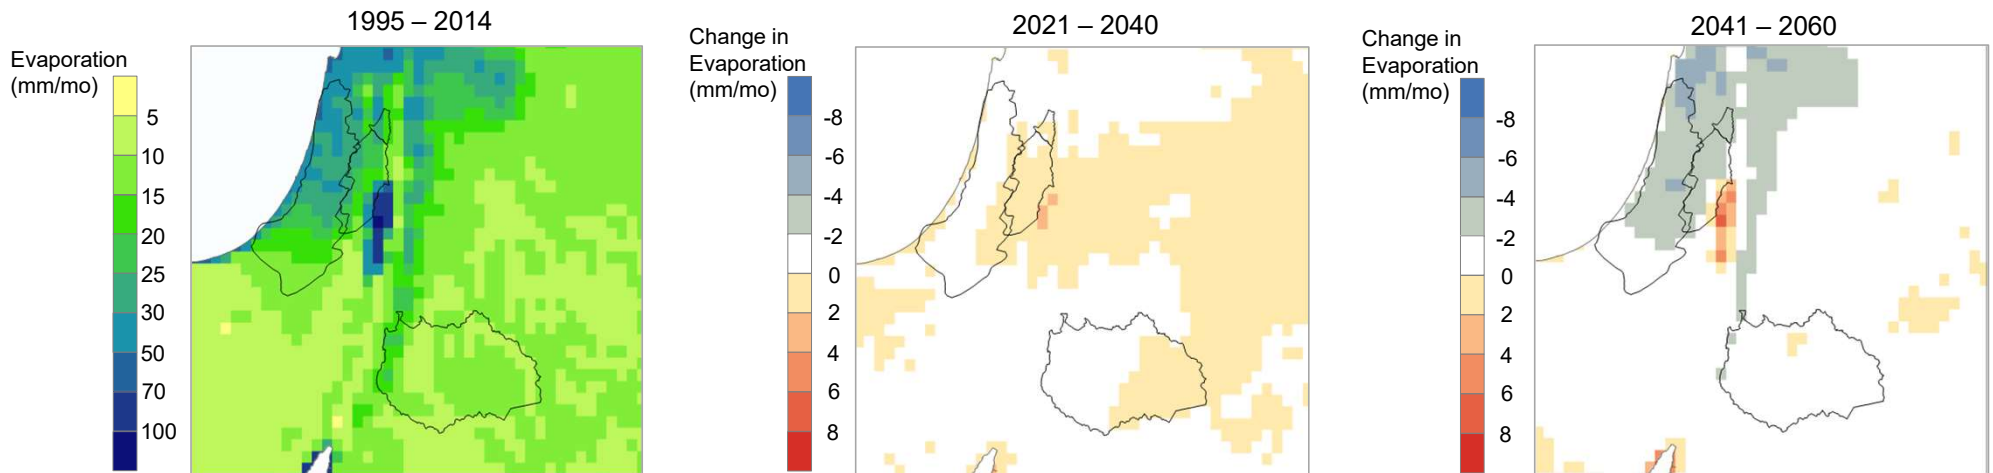 1995 – 2014
Evaporation
(mm/mo)
5
10
15
20
25
30
50
70
100
2021 – 2040
Change in
Evaporation
(mm/mo)
-8
-6
-4
-2
0
2
4
6
8
2041 – 2060
Change in
Evaporation
(mm/mo)
-8
-6
-4
-2
0
2
4
6
8